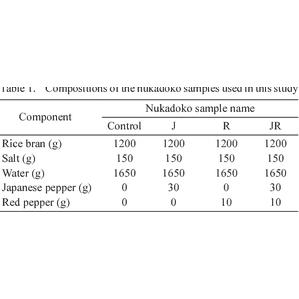 Table 1. Compositions of the nukadoko samples used in this study
Component
Nukadoko sample name
Control J R JR
Rice bran (g) 1200 1200 1200 1200
Salt (g) 150 150 150 150
Water (g) 1650 1650 1650 1650
Japanese pepper (g) 0 30 0 30
Red pepper (g) 0 0 10 10